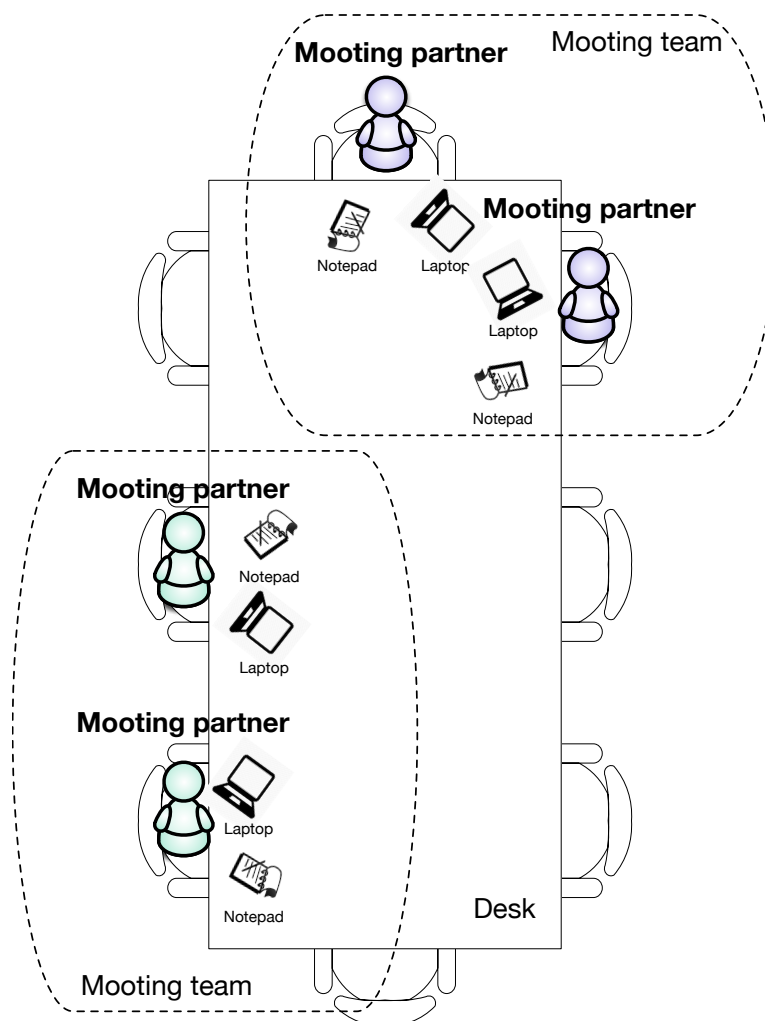 Mooting team
Mooting partner
Mooting partner
Notepad
Laptop
Laptop
Notepad
Mooting partner
Notepad
Laptop
Mooting partner
Laptop
Notepad
Desk
Mooting team